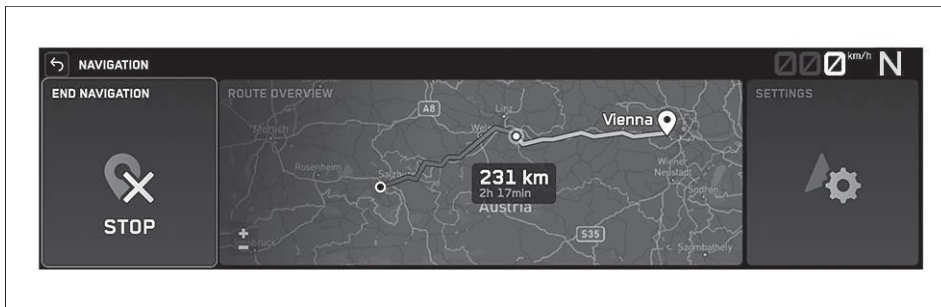 NAVIGATION
000 km/h N
END NAVIGATION
ROUTE OVERVIEW
SETTINGS
A8
Linz
Munich
Wels
Vienna
Rosenheim
Salzburg
Wiener
Neustadt
231 km
2h 17min
Sopron
Austria
STOP
+
-
S35
Innsbruck
Szombathely